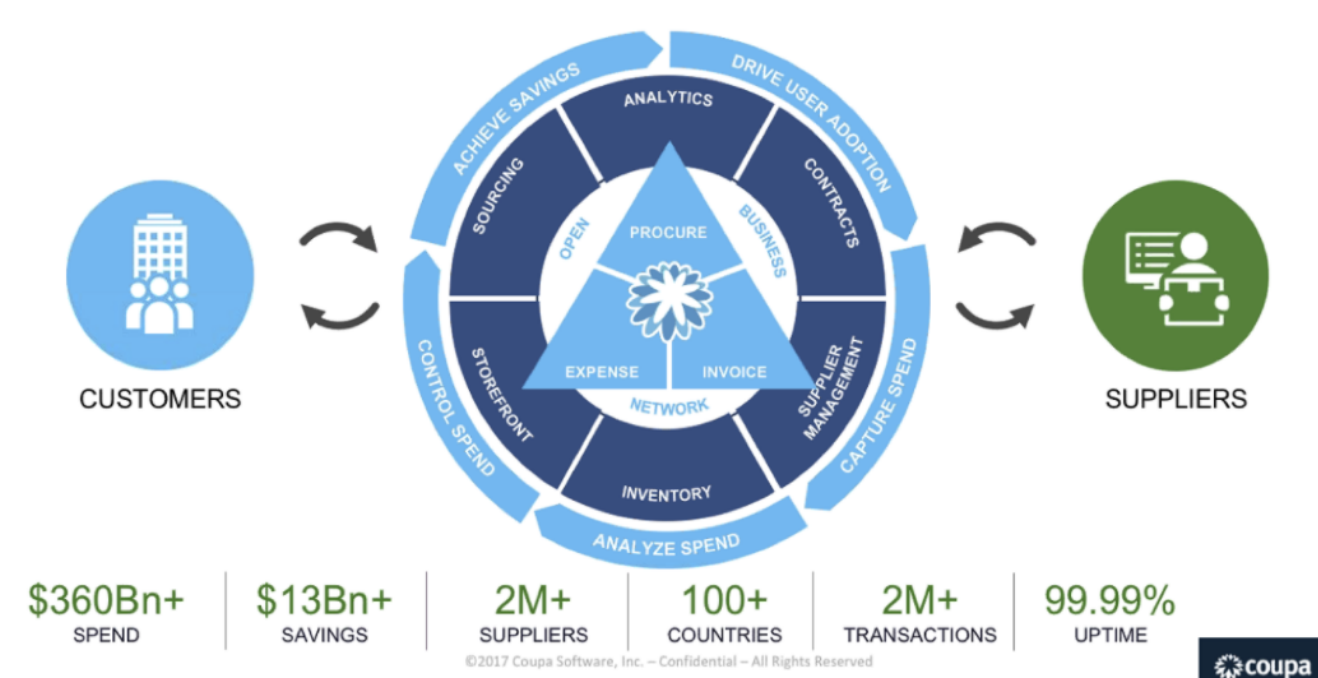 ACHIEVE SAVINGS
DRIVE USER ADOPTION
CAPTURE SPEND
ANALYZE SPEND
CONTROL SPEND
ANALYTICS
CONTRACTS
SUPPLIER
MANAGEMENT
INVENTORY
STOREFRONT
SOURCING
OPEN
BUSINESS
NETWORK
PROCURE
EXPENSE
INVOICE
CUSTOMERS
SUPPLIERS
$360Bn+
SPEND
$13Bn+
SAVINGS
2M+
SUPPLIERS
100+
COUNTRIES
2M+
TRANSACTIONS
99.99%
UPTIME
©2017 Coupa Software, Inc. – Confidential – All Rights Reserved
coupa